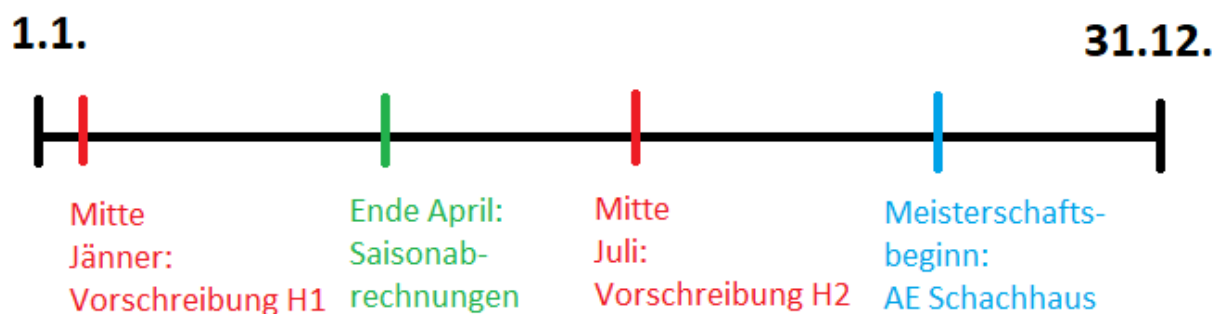 1.1.
31.12.
Mitte
Jänner:
Vorschreibung H1
Ende April:
Saisonab-
rechnungen
Mitte
Juli:
Vorschreibung H2
Meisterschafts-
beginn:
AE Schachhaus